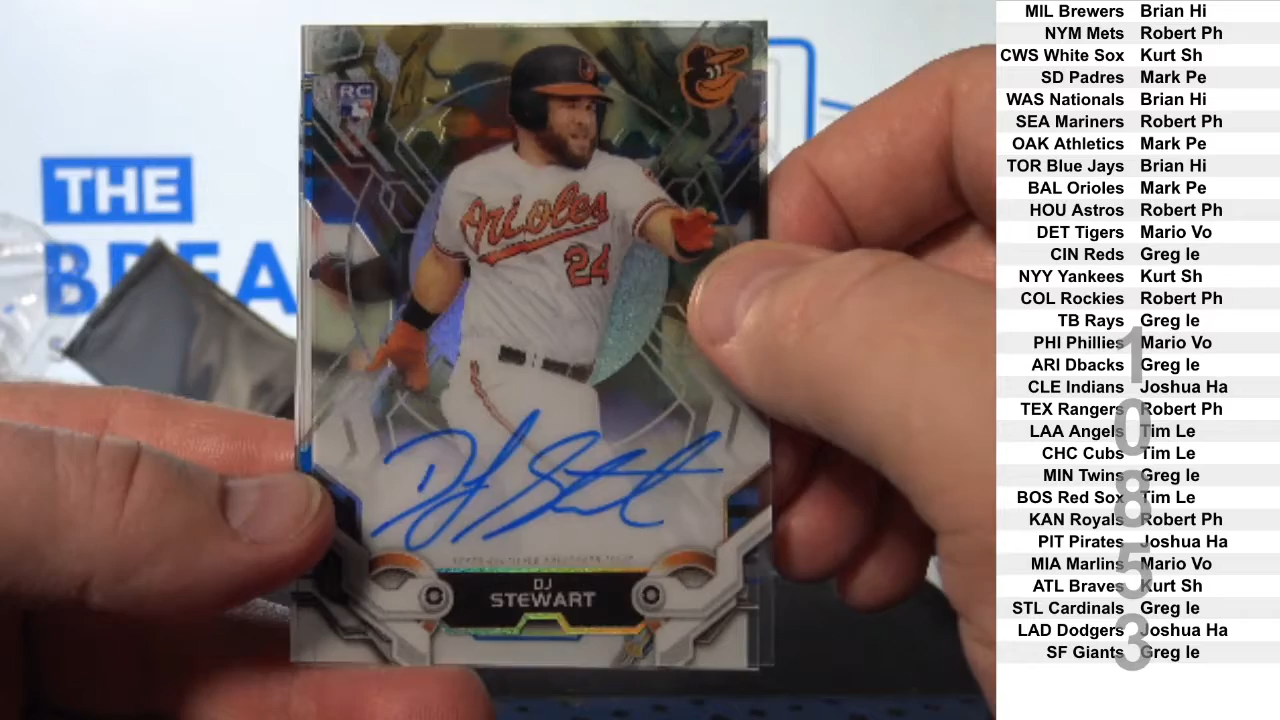 THE
BREA
RC
Orioles
24
DJ Stewart
DJ
STEWART
MIL Brewers Brian Hi
NYM Mets Robert Ph
CWS White Sox Kurt Sh
SD Padres Mark Pe
WAS Nationals Brian Hi
SEA Mariners Robert Ph
OAK Athletics Mark Pe
TOR Blue Jays Brian Hi
BAL Orioles Mark Pe
HOU Astros Robert Ph
DET Tigers Mario Vo
CIN Reds Greg le
NYY Yankees Kurt Sh
COL Rockies Robert Ph
TB Rays Greg le
PHI Phillies Mario Vo
ARI Dbacks Greg le
CLE Indians Joshua Ha
TEX Rangers Robert Ph
LAA Angels Tim Le
CHC Cubs Tim Le
MIN Twins Greg le
BOS Red Sox Tim Le
KAN Royals Robert Ph
PIT Pirates Joshua Ha
MIA Marlins Mario Vo
ATL Braves Kurt Sh
STL Cardinals Greg le
LAD Dodgers Joshua Ha
SF Giants Greg le
10853